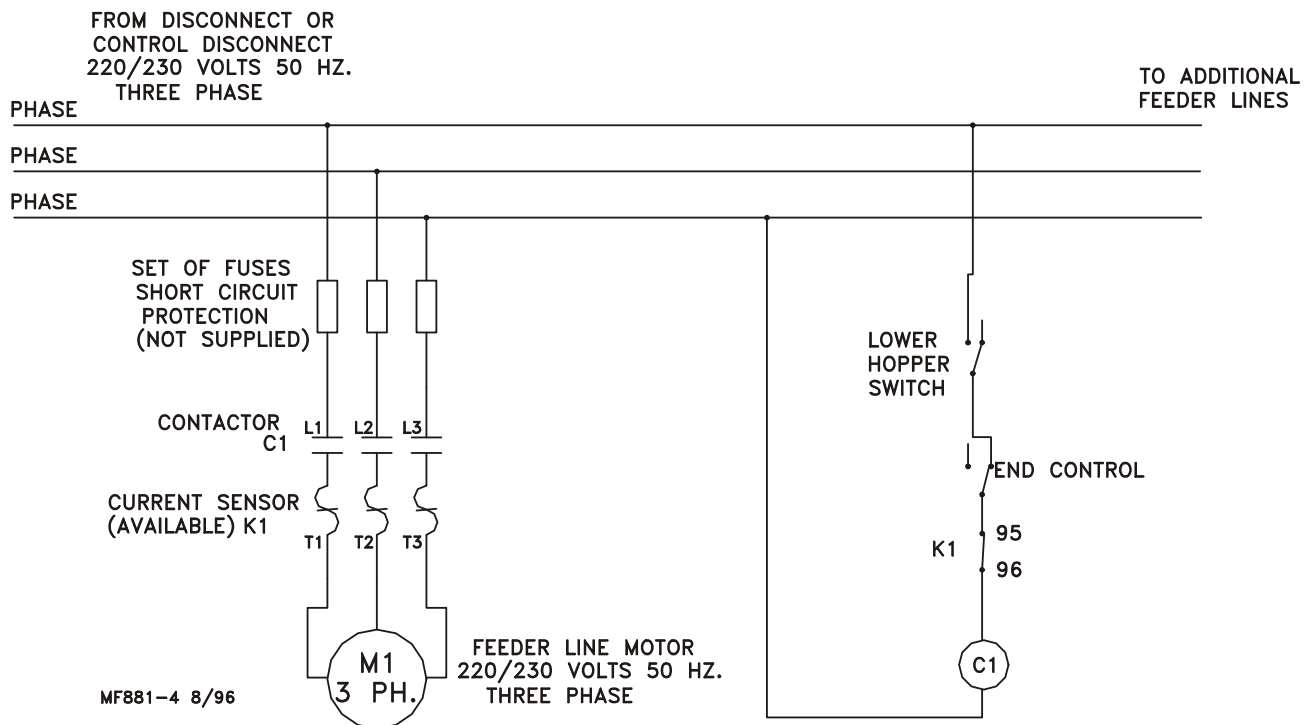 FROM DISCONNECT OR
CONTROL DISCONNECT
220/230 VOLTS 50 HZ.
THREE PHASE
TO ADDITIONAL
FEEDER LINES
PHASE
PHASE
PHASE
SET OF FUSES
SHORT CIRCUIT
PROTECTION
(NOT SUPPLIED)
LOWER
HOPPER
SWITCH
CONTACTOR
C1
L1
L2
L3
END CONTROL
CURRENT SENSOR
(AVAILABLE) K1
T1
T2
T3
K1
95
96
M1
3 PH.
FEEDER LINE MOTOR
220/230 VOLTS 50 HZ.
THREE PHASE
C1
MF881-4 8/96